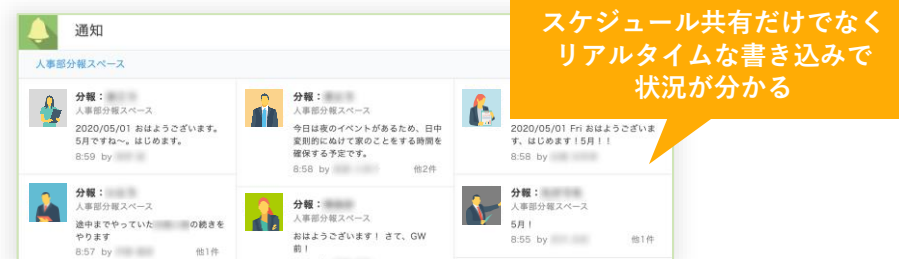 通知
スケジュール共有だけでなく
リアルタイムな書き込みで
状況が分かる
人事部分報スペース
分報：
人事部分報スペース
2020/05/01 おはようございます。
5月ですね〜。はじめます。
8:59 by
分報：
人事部分報スペース
今日は夜のイベントがあるため、日中
変則的にぬけて家のことをする時間を
確保する予定です。
8:58 by 他2件
2020/05/01 Fri おはようございま
す、はじめます！5月！！
8:58 by
分報：
人事部分報スペース
途中までやっていた の続きを
やります
8:57 by 他1件
分報：
人事部分報スペース
おはようございます！ さて、GW
前！
分報：
人事部分報スペース
5月！
8:55 by 他1件